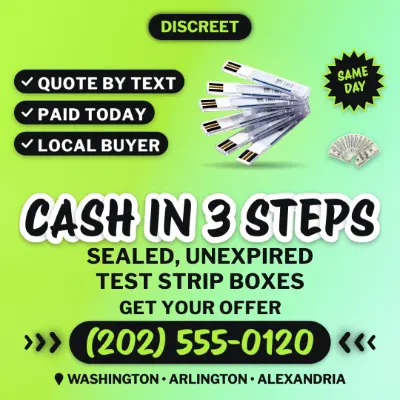 DISCREET
QUOTE BY TEXT
PAID TODAY
LOCAL BUYER
SAME
DAY
CASH IN 3 STEPS
SEALED, UNEXPIRED
TEST STRIP BOXES
GET YOUR OFFER
(202) 555-0120
WASHINGTON • ARLINGTON • ALEXANDRIA